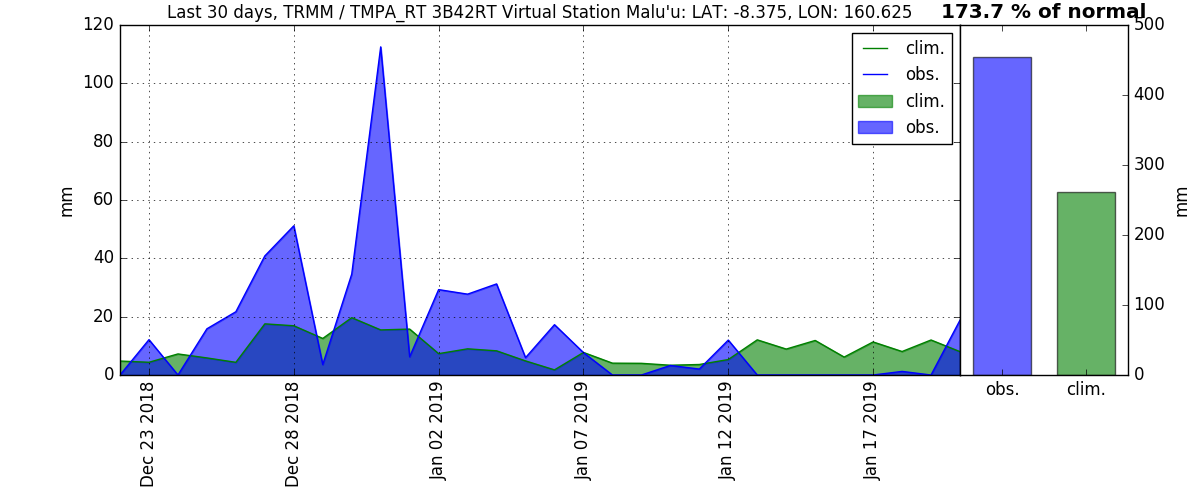 Last 30 days, TRMM / TMPA_RT 3B42RT Virtual Station Malu'u: LAT: -8.375, LON: 160.625
173.7 % of normal
120
100
80
60
40
20
0
mm
clim.
obs.
clim.
obs.
Dec 23 2018
Dec 28 2018
Jan 02 2019
Jan 07 2019
Jan 12 2019
Jan 17 2019
500
400
300
200
100
0
mm
obs.
clim.